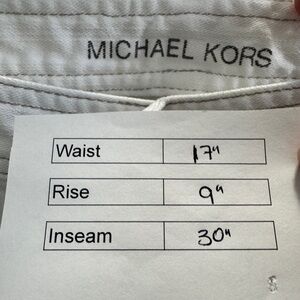 MICHAEL KORS
Waist 17"
Rise 9"
Inseam 30"